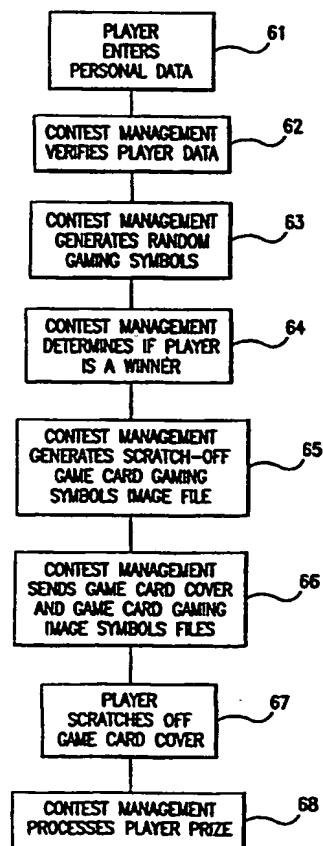 PLAYER
ENTERS
PERSONAL DATA
61
CONTEST MANAGEMENT
VERIFIES PLAYER DATA
62
CONTEST MANAGEMENT
GENERATES RANDOM
GAMING SYMBOLS
63
CONTEST MANAGEMENT
DETERMINES IF PLAYER
IS A WINNER
64
CONTEST MANAGEMENT
GENERATES SCRATCH-OFF
GAME CARD GAMING
SYMBOLS IMAGE FILE
65
CONTEST MANAGEMENT
SENDS GAME CARD COVER
AND GAME CARD GAMING
IMAGE SYMBOLS FILES
66
PLAYER
SCRATCHES OFF
GAME CARD COVER
67
CONTEST MANAGEMENT
PROCESSES PLAYER PRIZE
68